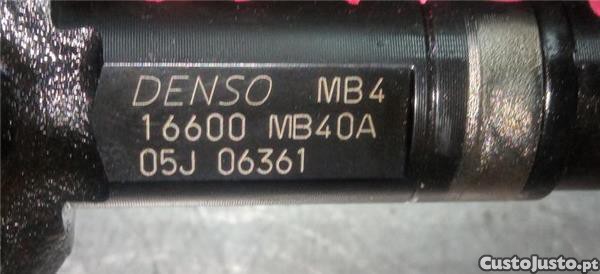 DENSO MB4
16600 MB40A
05J 06361
CustoJusto.pt